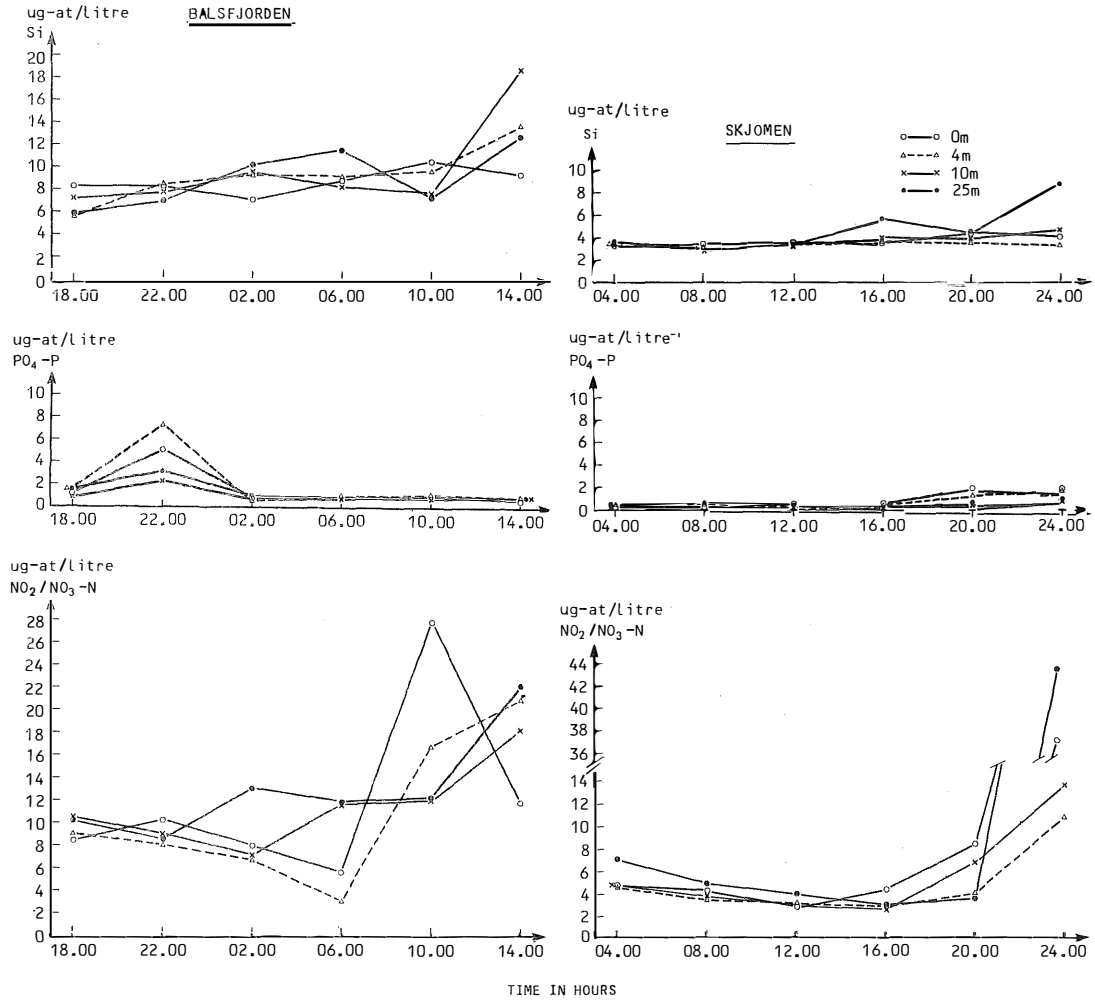 ug-at/litre
BALSFJORDEN
Si
20
18
16
14
12
10
8
6
4
2
0
18.00 22.00 02.00 06.00 10.00 14.00
ug-at/litre
Si
SKJOMEN
0m
4m
10m
25m
10
8
6
4
2
0
04.00 08.00 12.00 16.00 20.00 24.00
ug-at/litre
PO₄-P
10
8
6
4
2
0
18.00 22.00 02.00 06.00 10.00 14.00
ug-at/litre⁻¹
PO₄-P
10
8
6
4
2
0
04.00 08.00 12.00 16.00 20.00 24.00
ug-at/litre
NO₂/NO₃-N
28
26
24
22
20
18
16
14
12
10
8
6
4
2
0
18.00 22.00 02.00 06.00 10.00 14.00
ug-at/litre
NO₂/NO₃-N
44
42
40
38
36
14
12
10
8
6
4
2
0
04.00 08.00 12.00 16.00 20.00 24.00
TIME IN HOURS